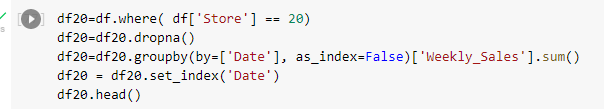 df20=df.where( df['Store'] == 20)
df20=df20.dropna()
df20=df20.groupby(by=['Date'], as_index=False)['Weekly_Sales'].sum()
df20 = df20.set_index('Date')
df20.head()